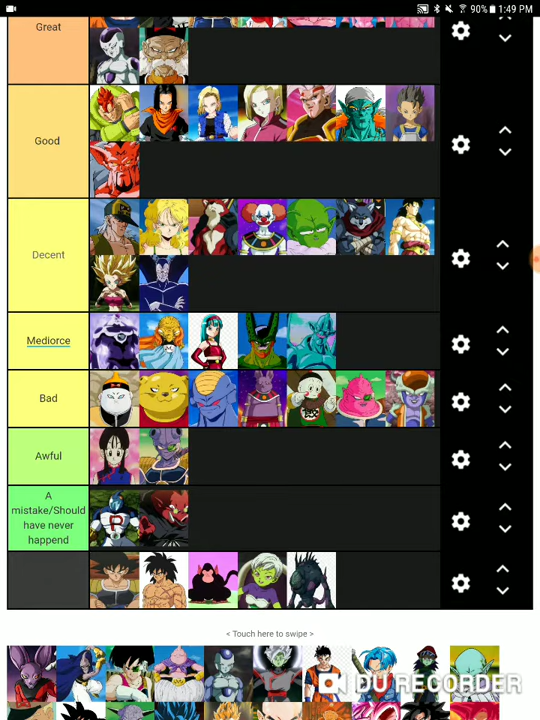 90% 1:49 PM
Great
Good
Decent
Mediorce
Bad
Awful
A
mistake/Should
have never
happend
< Touch here to swipe >
DU RECORDER